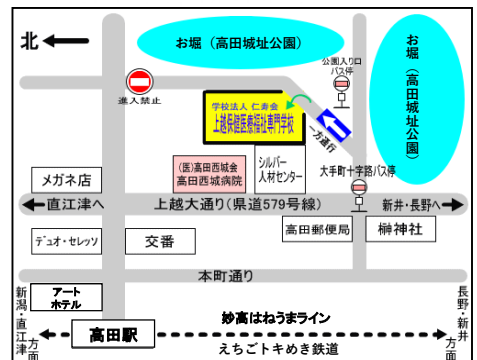 北
お堀（高田城址公園）
お堀（高田城址公園）
公園入り口
バス停
進入禁止
学校法人 仁寿会
上越保健医療福祉専門学校
一方通行
(医)高田西城会
高田西城病院
シルバー
人材センター
大手町十字路バス停
メガネ店
直江津へ
上越大通り(県道579号線)
新井・長野へ
デュオ・セレッソ
交番
高田郵便局
榊神社
本町通り
新潟・直江津方面
アート
ホテル
高田駅
妙高はねうまライン
えちごトキめき鉄道
長野・新井方面